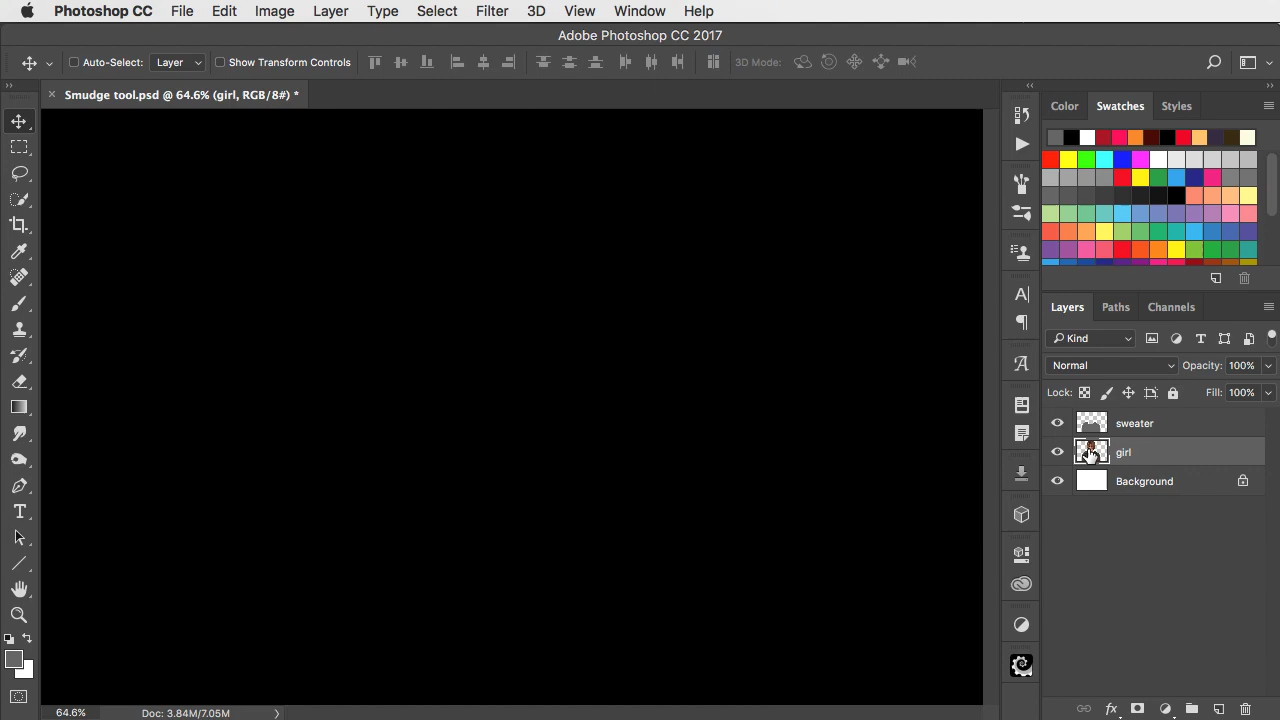 Photoshop CC File Edit Image Layer Type Select Filter 3D View Window Help
Adobe Photoshop CC 2017
Auto-Select: Layer Show Transform Controls 3D Mode:
Smudge tool.psd @ 64.6% (girl, RGB/8#) *
Color Swatches Styles
Layers Paths Channels
Kind
Normal Opacity: 100%
Lock: Fill: 100%
sweater
girl
Background
64.6% Doc: 3.84M/7.05M